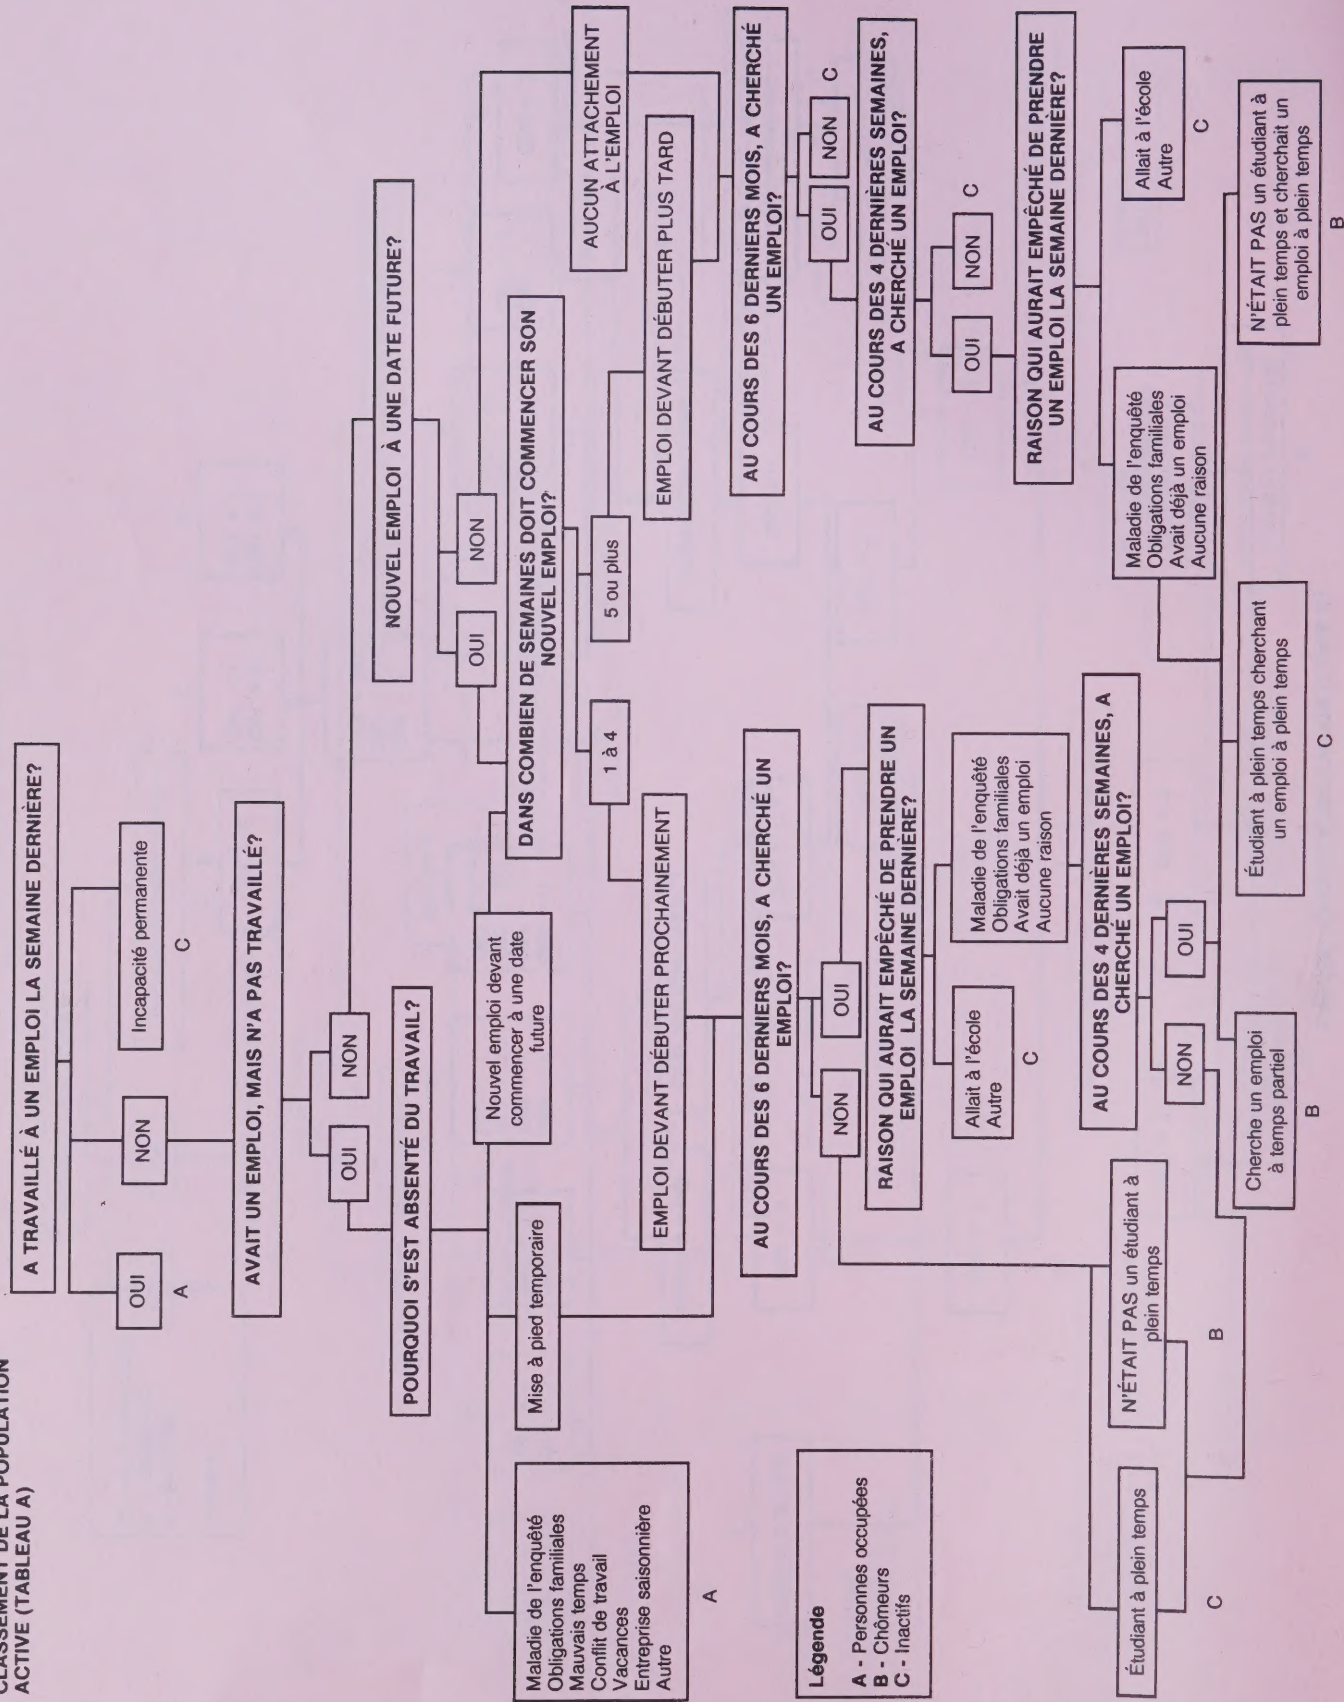 CLASSEMENT DE LA POPULATION
ACTIVE (TABLEAU A)
A TRAVAILLÉ À UN EMPLOI LA SEMAINE DERNIÈRE?
OUI
A
NON
Incapacité permanente
C
AVAIT UN EMPLOI, MAIS N'A PAS TRAVAILLÉ?
OUI
NON
POURQUOI S'EST ABSENTÉ DU TRAVAIL?
NOUVEL EMPLOI À UNE DATE FUTURE?
OUI
NON
Maladie de l'enquêté
Obligations familiales
Mauvais temps
Conflit de travail
Vacances
Entreprise saisonnière
Autre
A
Mise à pied temporaire
Nouvel emploi devant
commencer à une date
future
DANS COMBIEN DE SEMAINES DOIT COMMENCER SON
NOUVEL EMPLOI?
1 à 4
5 ou plus
AUCUN ATTACHEMENT
À L'EMPLOI
EMPLOI DEVANT DÉBUTER PROCHAINEMENT
EMPLOI DEVANT DÉBUTER PLUS TARD
AU COURS DES 6 DERNIERS MOIS, A CHERCHÉ UN
EMPLOI?
NON
OUI
AU COURS DES 6 DERNIERS MOIS, A CHERCHÉ
UN EMPLOI?
OUI
NON
C
RAISON QUI AURAIT EMPÊCHÉ DE PRENDRE UN
EMPLOI LA SEMAINE DERNIÈRE?
AU COURS DES 4 DERNIÈRES SEMAINES,
A CHERCHÉ UN EMPLOI?
OUI
NON
C
Légende
A - Personnes occupées
B - Chômeurs
C - Inactifs
Allait à l'école
Autre
C
Maladie de l'enquêté
Obligations familiales
Avait déjà un emploi
Aucune raison
RAISON QUI AURAIT EMPÊCHÉ DE PRENDRE
UN EMPLOI LA SEMAINE DERNIÈRE?
AU COURS DES 4 DERNIÈRES SEMAINES, A
CHERCHÉ UN EMPLOI?
NON
OUI
Maladie de l'enquêté
Obligations familiales
Avait déjà un emploi
Aucune raison
Allait à l'école
Autre
C
Étudiant à plein temps
C
N'ÉTAIT PAS un étudiant à
plein temps
B
Cherche un emploi
à temps partiel
B
Étudiant à plein temps cherchant
un emploi à plein temps
C
N'ÉTAIT PAS un étudiant à
plein temps et cherchait un
emploi à plein temps
B